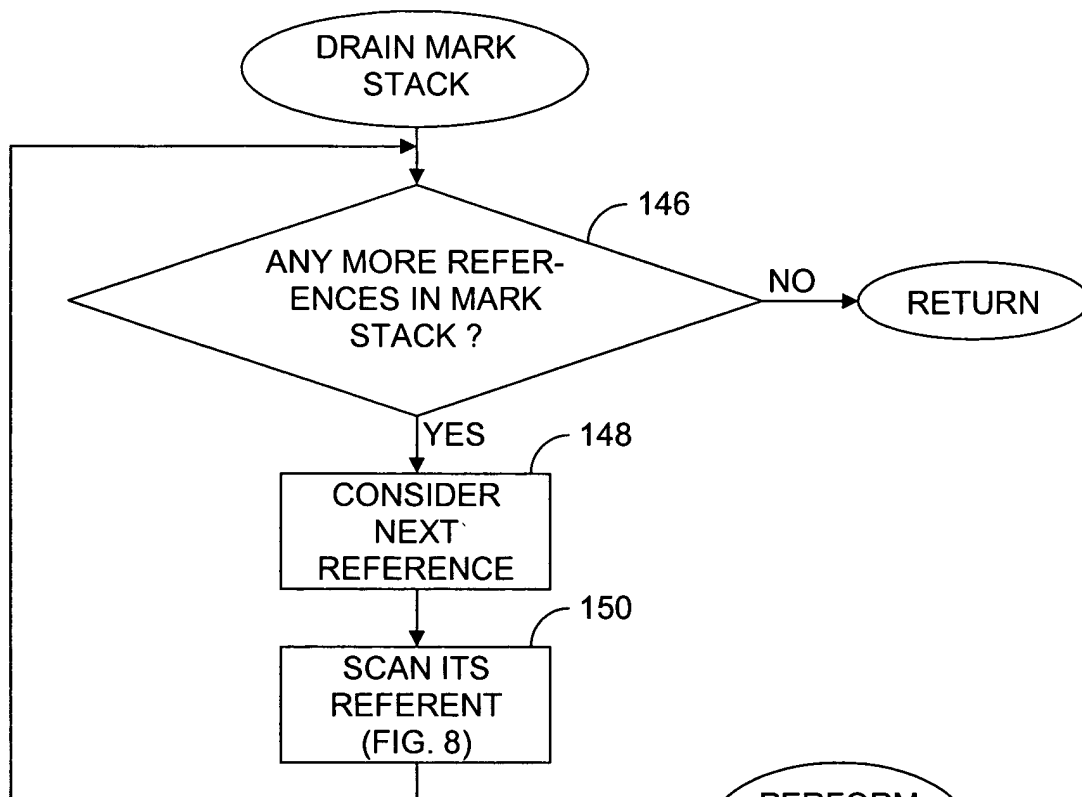 DRAIN MARK
STACK
146
ANY MORE REFER-
ENCES IN MARK
STACK ?
NO
RETURN
YES
148
CONSIDER
NEXT
REFERENCE
150
SCAN ITS
REFERENT
(FIG. 8)
PERFORM